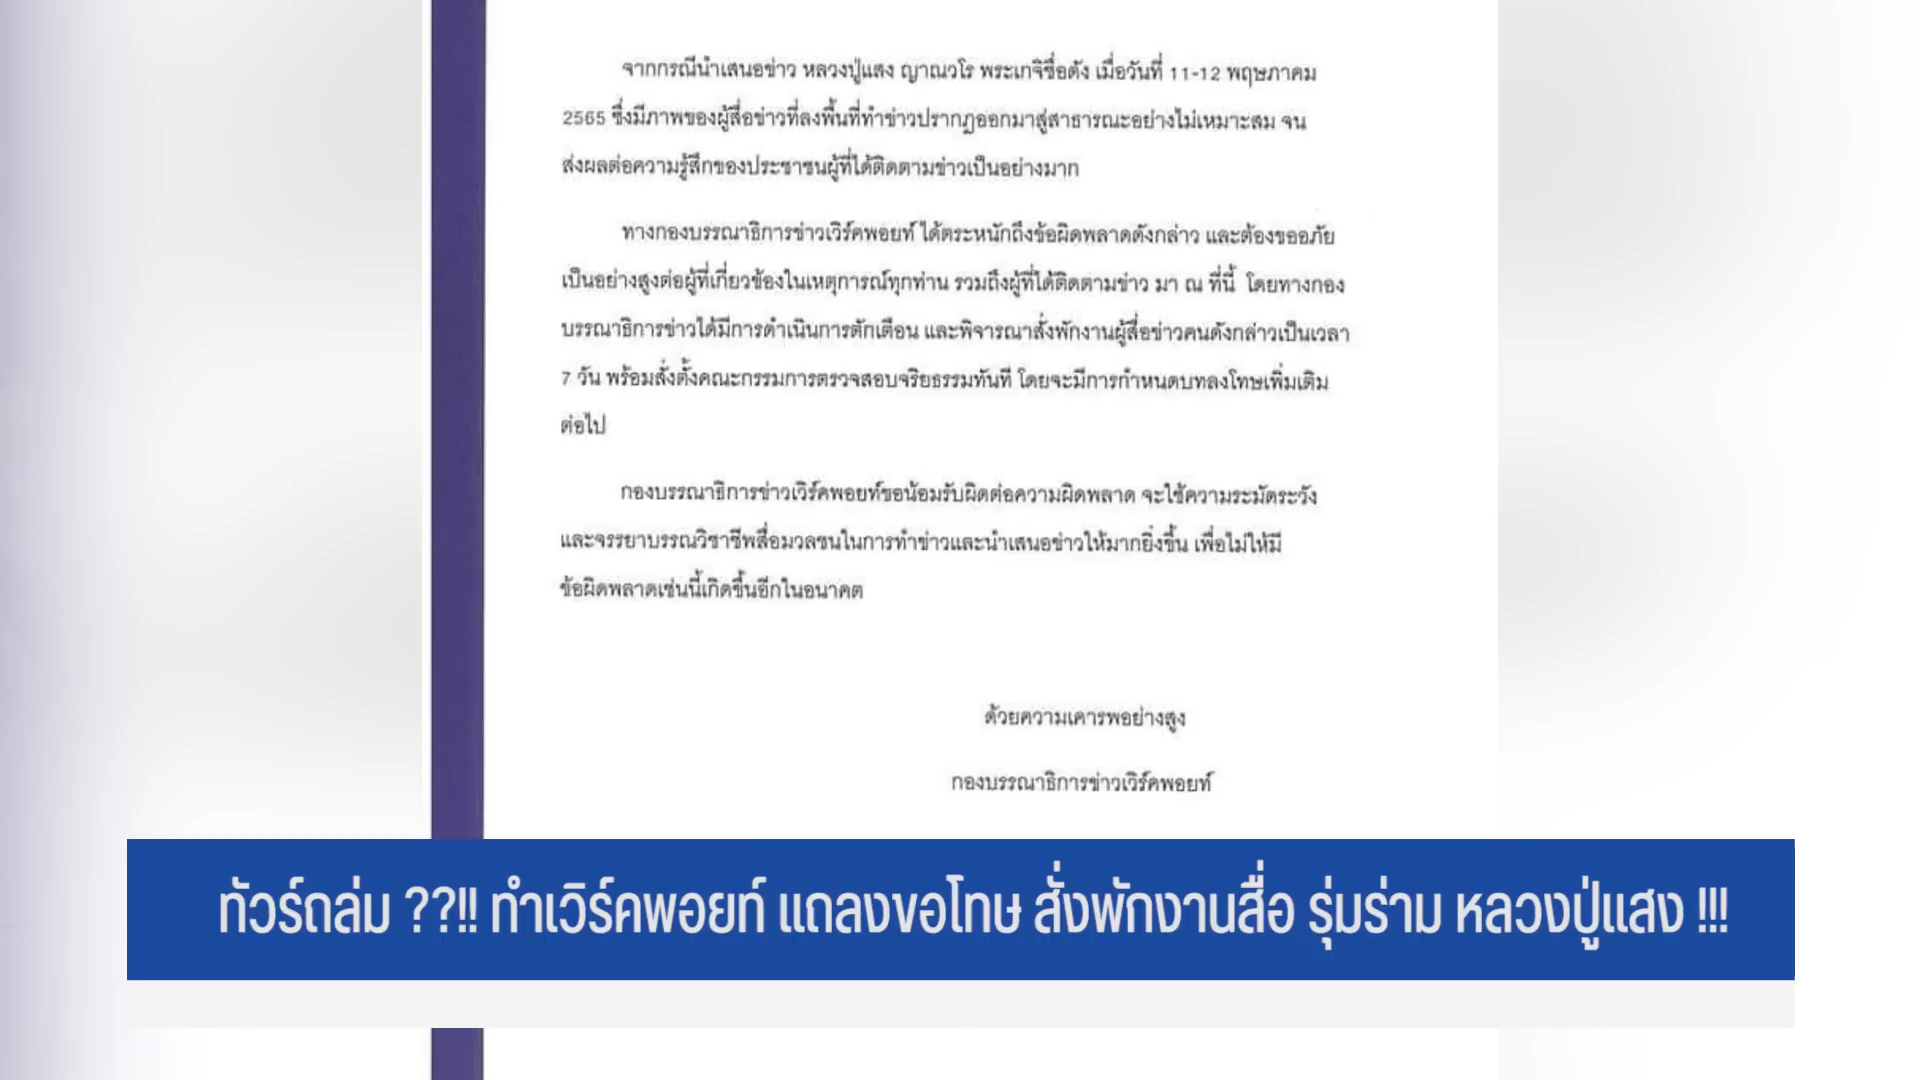 จากกรณีนำเสนอข่าว หลวงปู่แสง ญาณวโร พระเกจิชื่อดัง เมื่อวันที่ 11-12 พฤษภาคม
2565 ซึ่งมีภาพของผู้สื่อข่าวที่ลงพื้นที่ทำข่าวปรากฏออกมาสู่สาธารณะอย่างไม่เหมาะสม จน
ส่งผลต่อความรู้สึกของประชาชนผู้ที่ได้ติดตามข่าวเป็นอย่างมาก
ทางกองบรรณาธิการข่าวเวิร์คพอยท์ ได้ตระหนักถึงข้อผิดพลาดดังกล่าว และต้องขออภัย
เป็นอย่างสูงต่อผู้ที่เกี่ยวข้องในเหตุการณ์ทุกท่าน รวมถึงผู้ที่ได้ติดตามข่าว มา ณ ที่นี้ โดยทางกอง
บรรณาธิการข่าวได้มีการดำเนินการตักเตือน และพิจารณาสั่งพักงานผู้สื่อข่าวคนดังกล่าวเป็นเวลา
7 วัน พร้อมสั่งตั้งคณะกรรมการตรวจสอบจริยธรรมทันที โดยจะมีการกำหนดบทลงโทษเพิ่มเติม
ต่อไป
กองบรรณาธิการข่าวเวิร์คพอยท์ขอน้อมรับผิดต่อความผิดพลาด จะใช้ความระมัดระวัง
และจรรยาบรรณวิชาชีพสื่อมวลชนในการทำข่าวและนำเสนอข่าวให้มากยิ่งขึ้น เพื่อไม่ให้มี
ข้อผิดพลาดเช่นนี้เกิดขึ้นอีกในอนาคต
ด้วยความเคารพอย่างสูง
กองบรรณาธิการข่าวเวิร์คพอยท์
ทัวร์ถล่ม ??!! ทำเวิร์คพอยท์ แถลงขอโทษ สั่งพักงานสื่อ รุ่มร่าม หลวงปู่แสง !!!